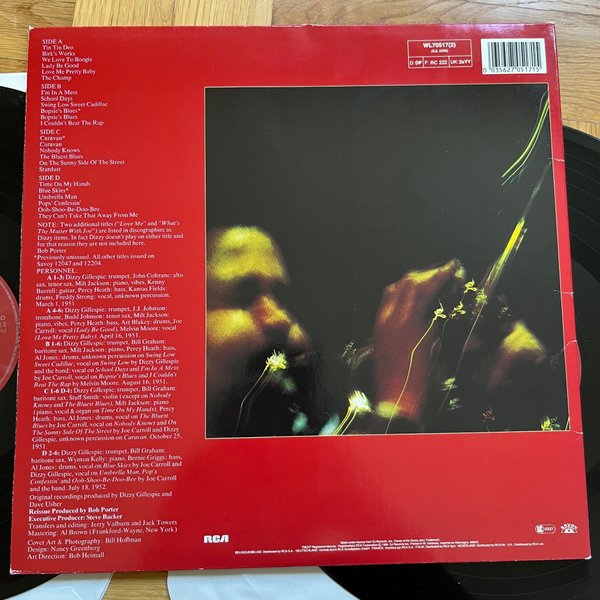 SIDE A
Tin Tin Deo
Birk's Works
We Love To Boogie
Lady Be Good
Love Me Pretty Baby
The Champ
SIDE B
I'm In A Mess
School Days
Swing Low Sweet Cadillac
Bopsie's Blues*
Bopsie's Blues
I Couldn't Beat The Rap
SIDE C
Caravan*
Caravan
Nobody Knows
The Bluest Blues
On The Sunny Side Of The Street
Stardust
SIDE D
Time On My Hands
Blue Skies*
Umbrella Man
Pops' Confessin'
Ooh-Shoo-Be-Doo-Bee
They Can't Take That Away From Me
NOTE: Two additional titles ("Love Me" and "What's
The Matter With Joe") are listed in discographies as
Dizzy items. In fact Dizzy doesn't play on either title and
for that reason they are not included here.
Bob Porter
*Previously unissued. All other titles issued on
Savoy 12047 and 12204.
PERSONNEL:
A 1-3: Dizzy Gillespie: trumpet, John Coltrane: alto
sax, tenor sax, Milt Jackson: piano, vibes, Kenny
Burrell: guitar, Percy Heath: bass, Kansas Fields:
drums, Freddy Strong: vocal, unknown percussion.
March 1, 1951
A 4-6: Dizzy Gillespie: trumpet, J.J. Johnson:
trombone, Budd Johnson: tenor sax, Milt Jackson:
piano, vibes, Percy Heath: bass, Art Blakey: drums, Joe
Carroll: vocal (Lady Be Good), Melvin Moore: vocal
(Love Me Pretty Baby). April 16, 1951.
B 1-6: Dizzy Gillespie: trumpet, Bill Graham:
baritone sax, Milt Jackson: piano, Percy Heath: bass,
Al Jones: drums, unknown percussion on Swing Low
Sweet Cadillac; vocal on Swing Low by Dizzy Gillespie
and the band; vocal on School Days and I'm In A Mess
by Joe Carroll, vocal on Bopsie's Blues and I Couldn't
Beat The Rap by Melvin Moore. August 16, 1951.
C 1-6 D-1: Dizzy Gillespie: trumpet, Bill Graham:
baritone sax, Stuff Smith: violin (except on Nobody
Knows and The Bluest Blues), Milt Jackson: piano
(piano, vocal & organ on Time On My Hands), Percy
Heath: bass, Al Jones: drums, vocal on The Bluest
Blues by Joe Carroll, vocal on Nobody Knows and On
The Sunny Side Of The Street by Joe Carroll and Dizzy
Gillespie, unknown percussion on Caravan. October 25,
1951.
D 2-6: Dizzy Gillespie: trumpet, Bill Graham:
baritone sax, Wynton Kelly: piano, Bernie Griggs: bass,
Al Jones: drums, vocal on Blue Skies by Joe Carroll and
Dizzy Gillespie, vocal on Umbrella Man, Pop's
Confessin' and Ooh-Shoo-Be-Doo-Bee by Joe Carroll
and the band. July 18, 1952.
Original recordings produced by Dizzy Gillespie and
Dave Usher
Reissue Produced by Bob Porter
Executive Producer: Steve Backer
Transfers and editing: Jerry Valburn and Jack Towers
Mastering: Al Brown (Frankford-Wayne, New York)
Cover Art & Photography: Bill Hoffman
Design: Nancy Greenberg
Art Direction: Bob Heimall
WL70517(2)
(SJL 2209)
D: DP F: RC 222 UK: 2xYY
0 035627 051715
RCA